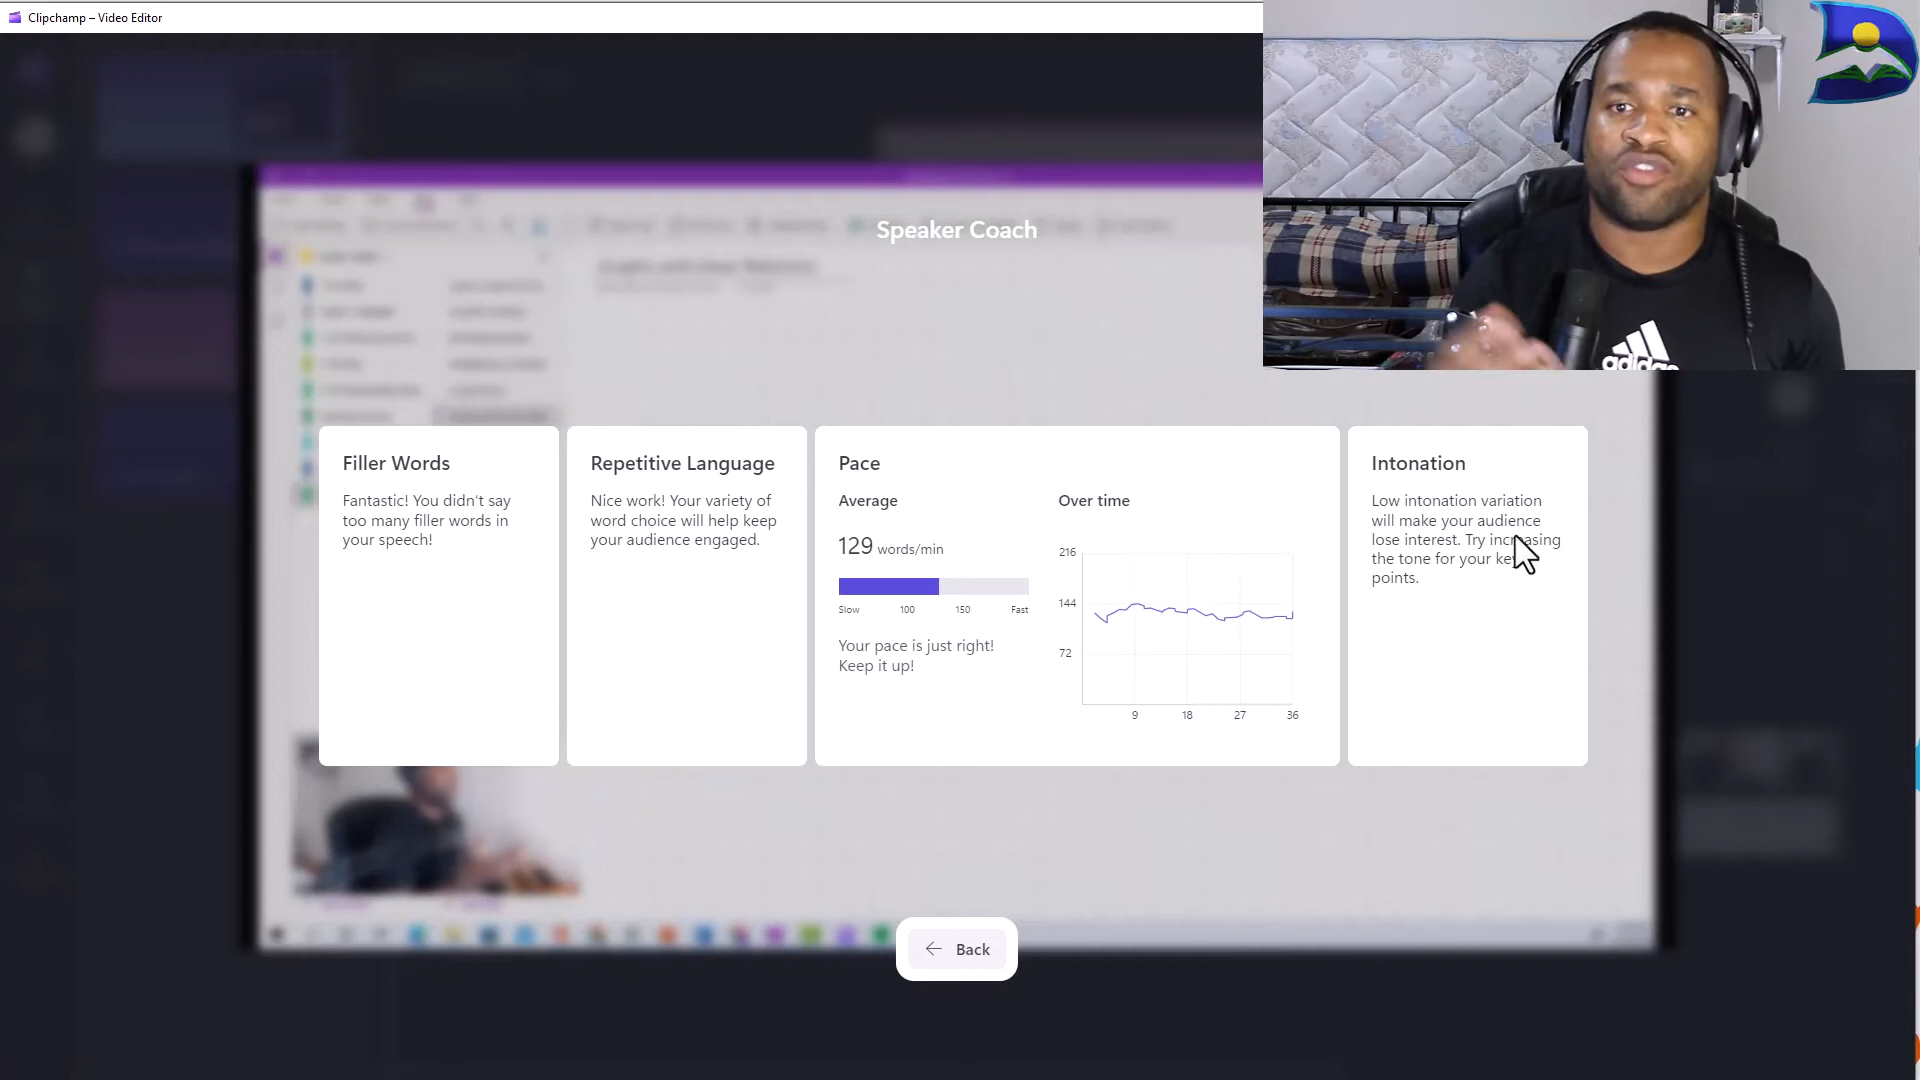 Clipchamp – Video Editor
Speaker Coach
Filler Words
Fantastic! You didn't say
too many filler words in
your speech!
Repetitive Language
Nice work! Your variety of
word choice will help keep
your audience engaged.
Pace
Average
129 words/min
Slow 100 150 Fast
Your pace is just right!
Keep it up!
Over time
216
144
72
9 18 27 36
Intonation
Low intonation variation
will make your audience
lose interest. Try increasing
the tone for your key
points.
adidas
Back